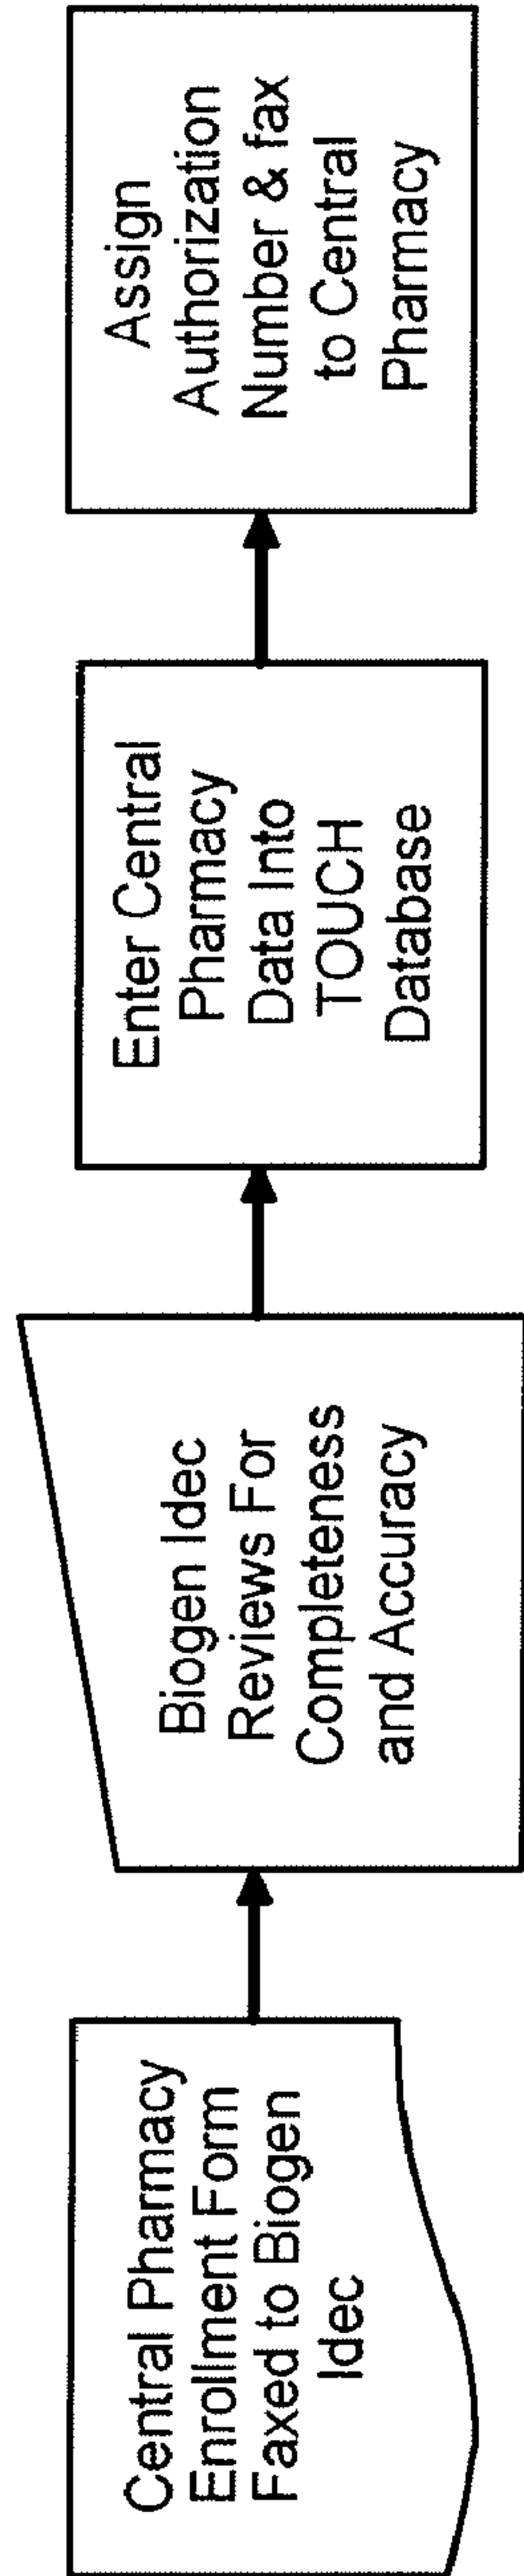 Central Pharmacy
Enrollment Form
Faxed to Biogen
Idec
Biogen Idec
Reviews For
Completeness
and Accuracy
Enter Central
Pharmacy
Data Into
TOUCH
Database
Assign
Authorization
Number & fax
to Central
Pharmacy